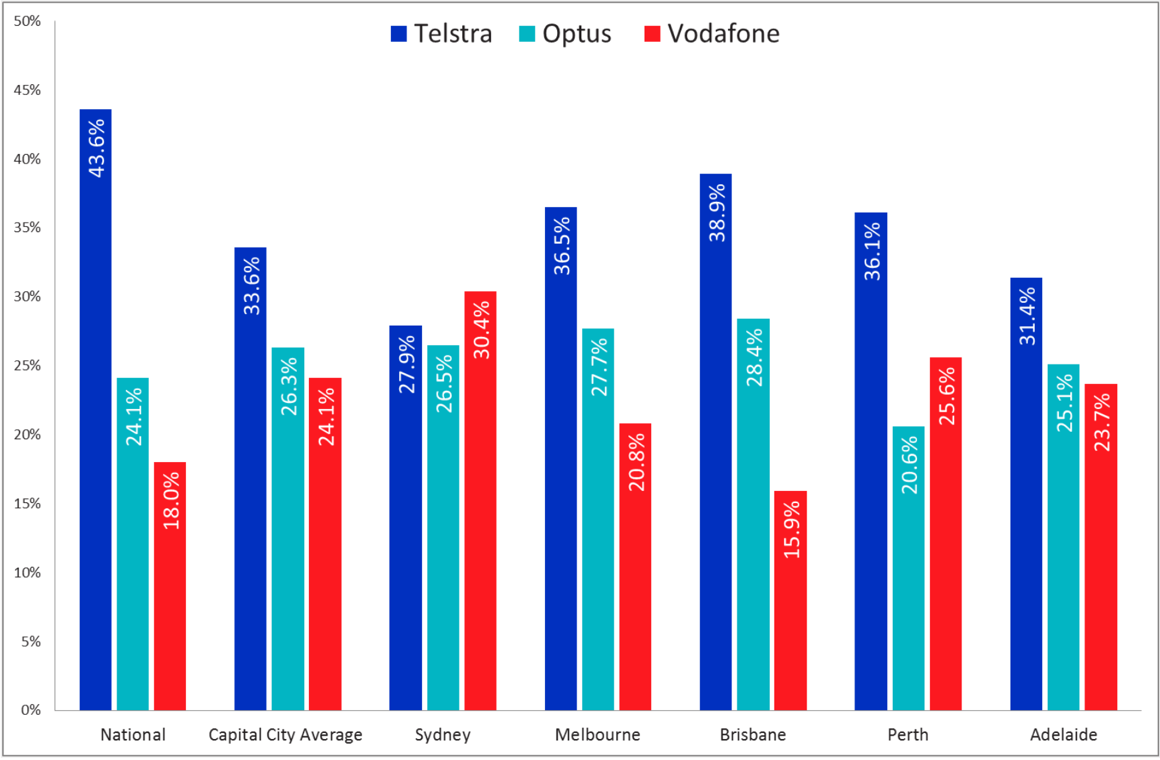 Telstra Optus Vodafone
50%
45%
40%
35%
30%
25%
20%
15%
10%
5%
0%
43.6% 24.1% 18.0%
33.6% 26.3% 24.1%
27.9% 26.5% 30.4%
36.5% 27.7% 20.8%
38.9% 28.4% 15.9%
36.1% 20.6% 25.6%
31.4% 25.1% 23.7%
National Capital City Average Sydney Melbourne Brisbane Perth Adelaide